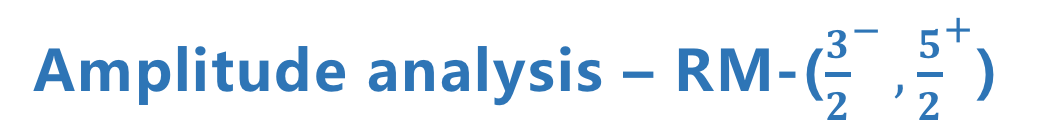 Amplitude analysis – RM-(3/2⁻, 5/2⁺)